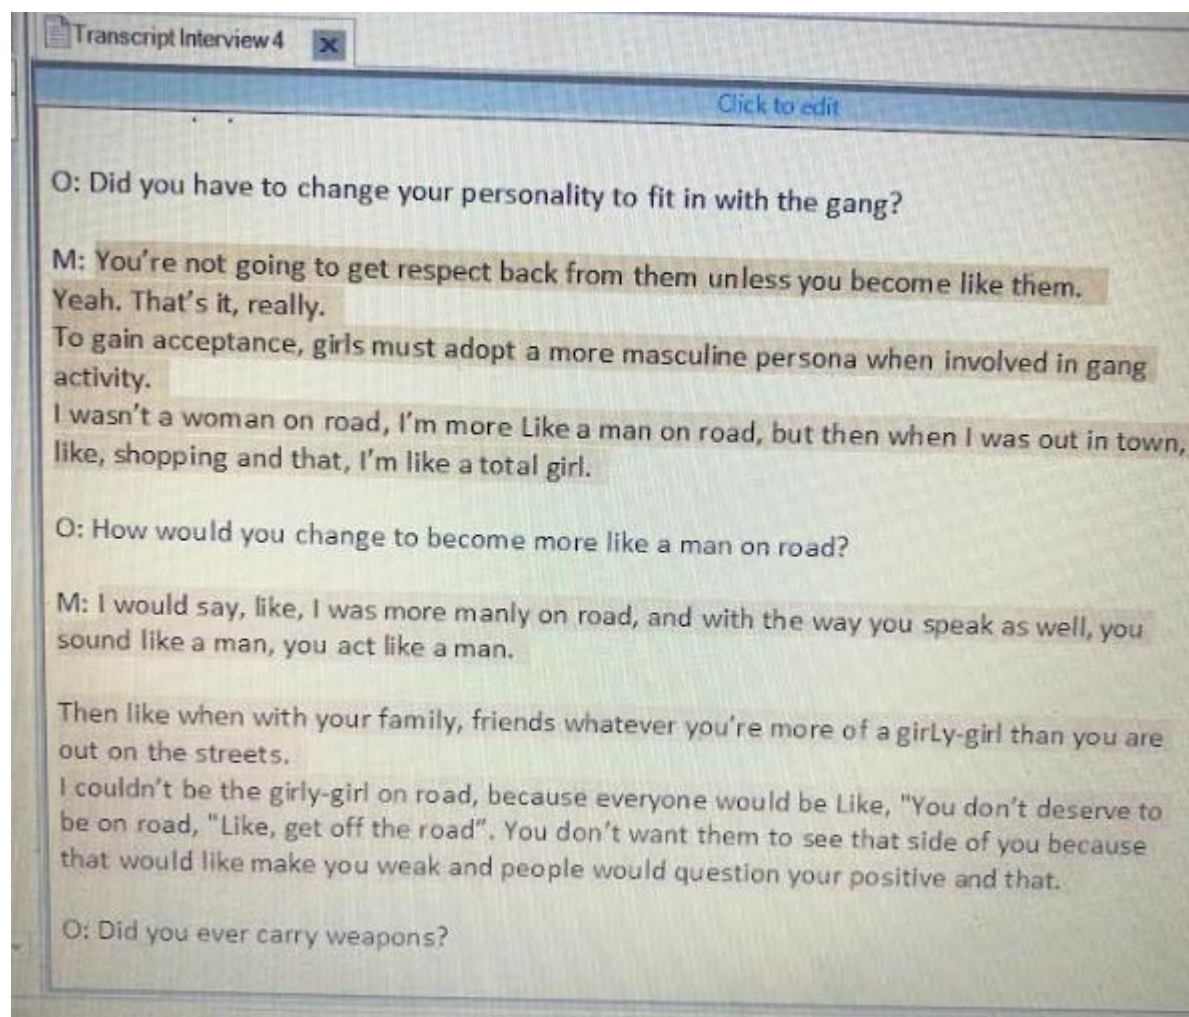 Transcript Interview 4
Click to edit
O: Did you have to change your personality to fit in with the gang?
M: You're not going to get respect back from them unless you become like them.
Yeah. That's it, really.
To gain acceptance, girls must adopt a more masculine persona when involved in gang
activity.
I wasn't a woman on road, I'm more Like a man on road, but then when I was out in town,
like, shopping and that, I'm like a total girl.
O: How would you change to become more like a man on road?
M: I would say, like, I was more manly on road, and with the way you speak as well, you
sound like a man, you act like a man.
Then like when with your family, friends whatever you're more of a girLy-girl than you are
out on the streets.
I couldn't be the girly-girl on road, because everyone would be Like, "You don't deserve to
be on road, "Like, get off the road". You don't want them to see that side of you because
that would like make you weak and people would question your positive and that.
O: Did you ever carry weapons?